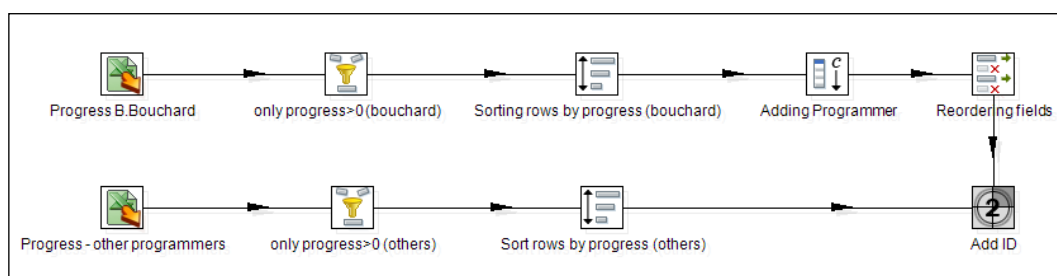 Progress B.Bouchard
only progress>0 (bouchard)
Sorting rows by progress (bouchard)
C
Adding Programmer
Reordering fields
Progress - other programmers
only progress>0 (others)
Sort rows by progress (others)
2
Add ID